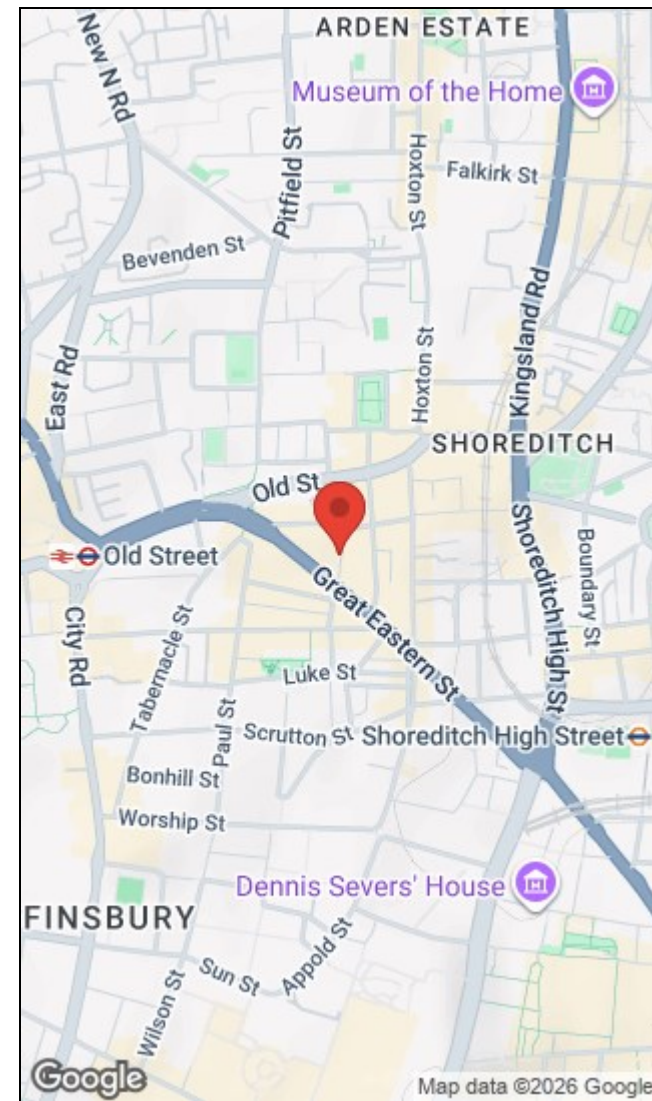 ARDEN ESTATE
New N Rd
Museum of the Home
Pitfield St
Hoxton St
Falkirk St
Bevenden St
Kingsland Rd
East Rd
Hoxton St
SHOREDITCH
Old St
Old Street
Great Eastern St
Shoreditch High St
Boundary St
City Rd
Tabernacle St
Luke St
Paul St
Scrutton St
Shoreditch High Street
Bonhill St
Worship St
Dennis Severs' House
FINSBURY
Appold St
Sun St
Wilson St
Google
Map data ©2026 Google